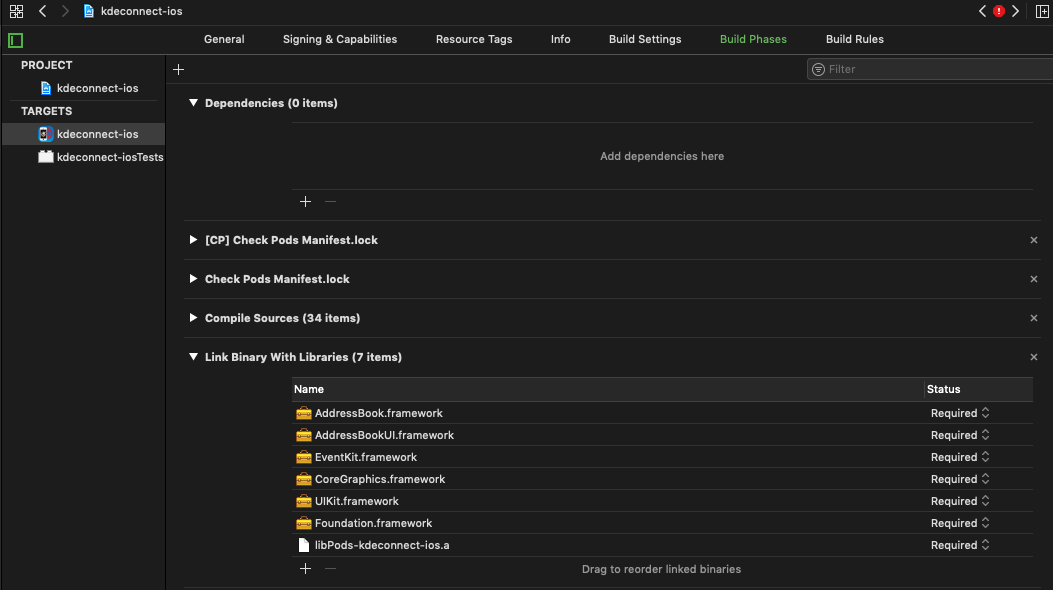 kdeconnect-ios
General Signing & Capabilities Resource Tags Info Build Settings Build Phases Build Rules
PROJECT
kdeconnect-ios
TARGETS
kdeconnect-ios
kdeconnect-iosTests
Filter
Dependencies (0 items)
Add dependencies here
[CP] Check Pods Manifest.lock
Check Pods Manifest.lock
Compile Sources (34 items)
Link Binary With Libraries (7 items)
Name Status
AddressBook.framework Required
AddressBookUI.framework Required
EventKit.framework Required
CoreGraphics.framework Required
UIKit.framework Required
Foundation.framework Required
libPods-kdeconnect-ios.a Required
Drag to reorder linked binaries